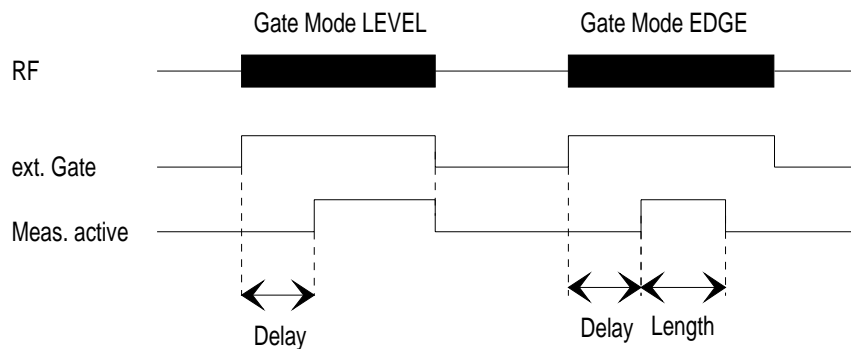 Gate Mode LEVEL Gate Mode EDGE
RF
ext. Gate
Meas. active
Delay Delay Length